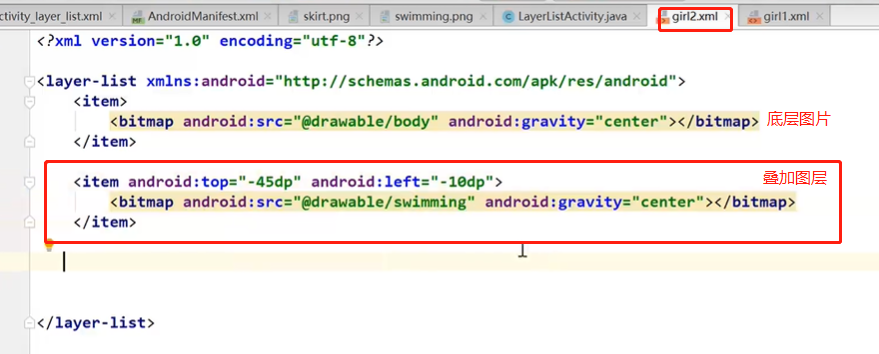 ctivity_layer_list.xml AndroidManifest.xml skirt.png swimming.png LayerListActivity.java girl2.xml girl1.xml
<?xml version="1.0" encoding="utf-8"?>
<layer-list xmlns:android="http://schemas.android.com/apk/res/android">
<item>
<bitmap android:src="@drawable/body" android:gravity="center"></bitmap> 底层图片
</item>
叠加图层
<item android:top="-45dp" android:left="-10dp">
<bitmap android:src="@drawable/swimming" android:gravity="center"></bitmap>
</item>
</layer-list>